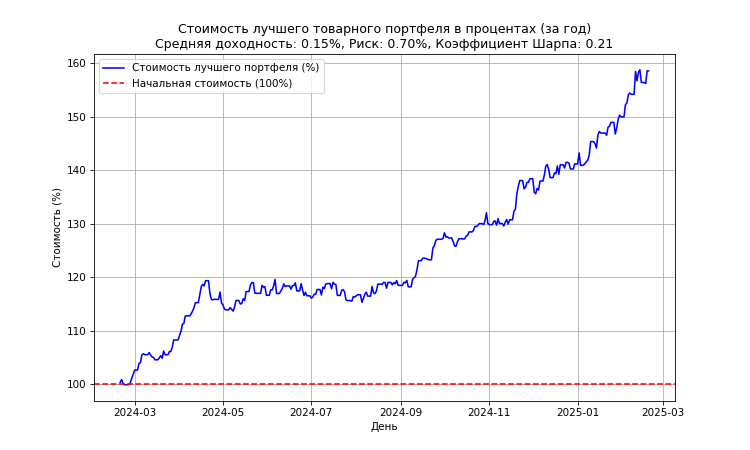 Стоимость лучшего товарного портфеля в процентах (за год)
Средняя доходность: 0.15%, Риск: 0.70%, Коэффициент Шарпа: 0.21
Стоимость лучшего портфеля (%)
Начальная стоимость (100%)
Стоимость (%)
160
150
140
130
120
110
100
2024-03 2024-05 2024-07 2024-09 2024-11 2025-01 2025-03
День